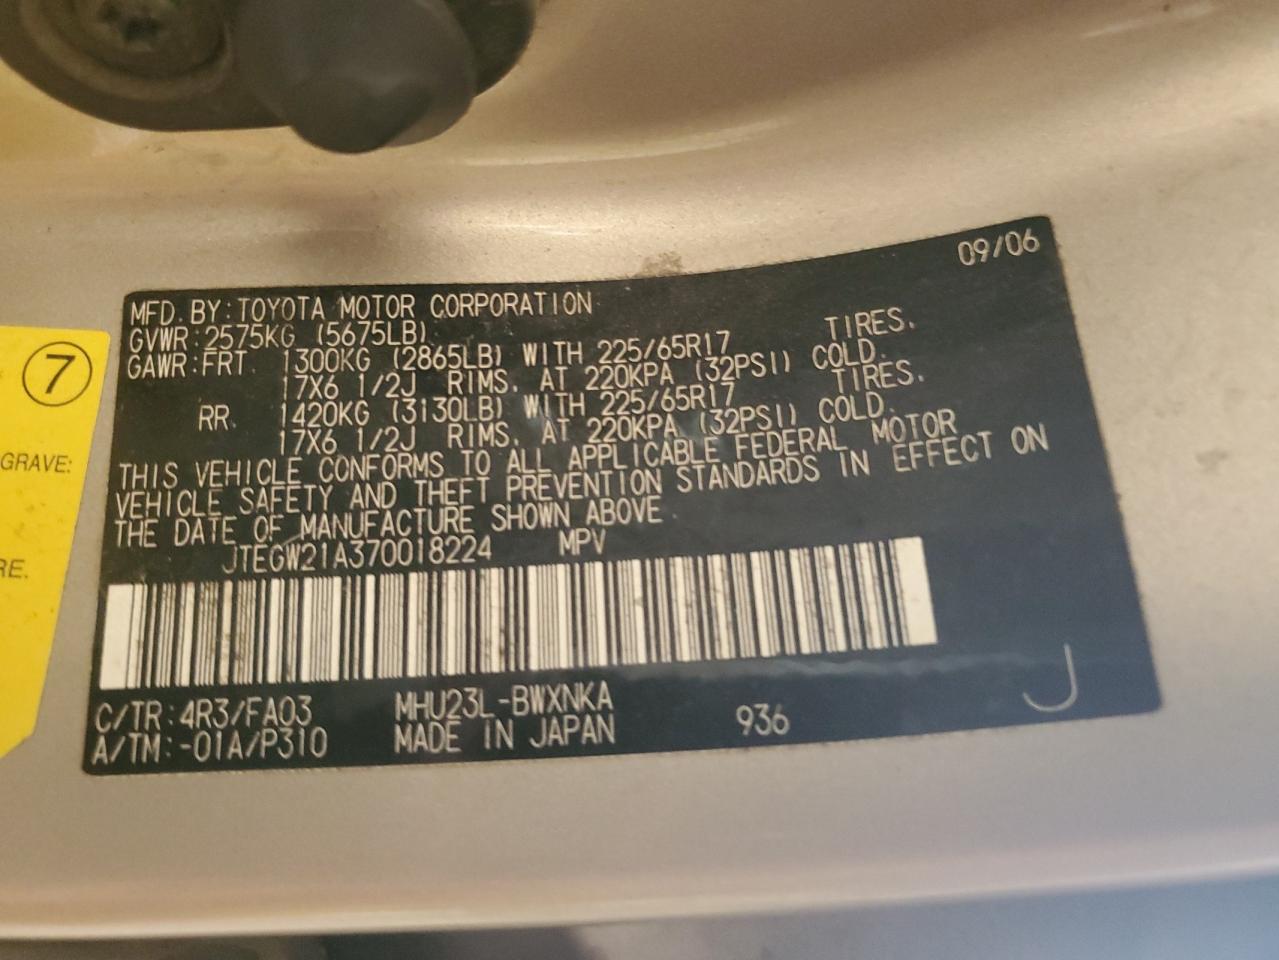 09/06
MFD. BY: TOYOTA MOTOR CORPORATION
GVWR: 2575KG (5675LB)
GAWR: FRT. 1300KG (2865LB) WITH 225/65R17 TIRES.
17X6 1/2J RIMS. AT 220KPA (32PSI) COLD.
RR. 1420KG (3130LB) WITH 225/65R17 TIRES.
17X6 1/2J RIMS. AT 220KPA (32PSI) COLD.
THIS VEHICLE CONFORMS TO ALL APPLICABLE FEDERAL MOTOR
VEHICLE SAFETY AND THEFT PREVENTION STANDARDS IN EFFECT ON
THE DATE OF MANUFACTURE SHOWN ABOVE.
JTEGW21A370018224 MPV
C/TR: 4R3/FA03 MHU23L-BWXNKA
A/TM: -01A/P310 MADE IN JAPAN 936
J
7
GRAVE:
RE.